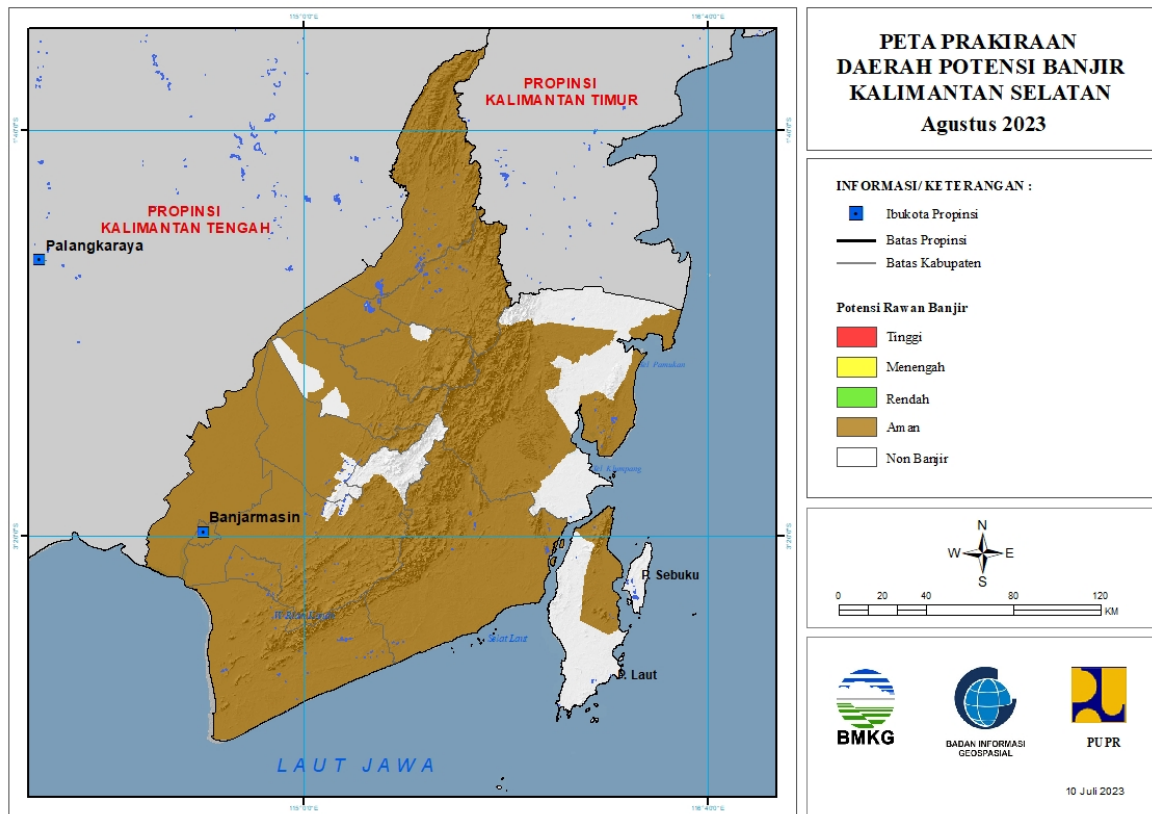 PETA PRAKIRAAN
DAERAH POTENSI BANJIR
KALIMANTAN SELATAN
Agustus 2023
INFORMASI/KETERANGAN :
Ibukota Propinsi
Batas Propinsi
Batas Kabupaten
Potensi Rawan Banjir
Tinggi
Menengah
Rendah
Aman
Non Banjir
N
W
E
S
0
20
40
80
120
KM
BMKG
BADAN INFORMASI
GEOSPASIAL
PUPR
10 Juli 2023
PROPINSI
KALIMANTAN TIMUR
PROPINSI
KALIMANTAN TENGAH
Palangkaraya
Banjarmasin
P. Sebuku
P. Laut
Selat Laut
LAUT JAWA